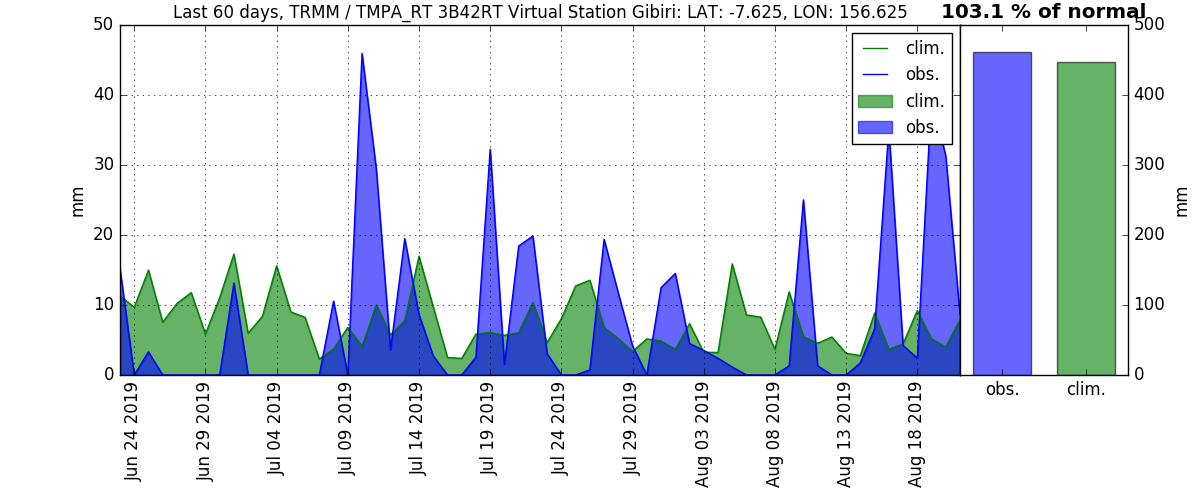 Last 60 days, TRMM / TMPA_RT 3B42RT Virtual Station Gibiri: LAT: -7.625, LON: 156.625
103.1 % of normal
50
40
30
20
10
0
mm
clim.
obs.
clim.
obs.
500
400
300
200
100
0
mm
obs.
clim.
Jun 24 2019
Jun 29 2019
Jul 04 2019
Jul 09 2019
Jul 14 2019
Jul 19 2019
Jul 24 2019
Jul 29 2019
Aug 03 2019
Aug 08 2019
Aug 13 2019
Aug 18 2019